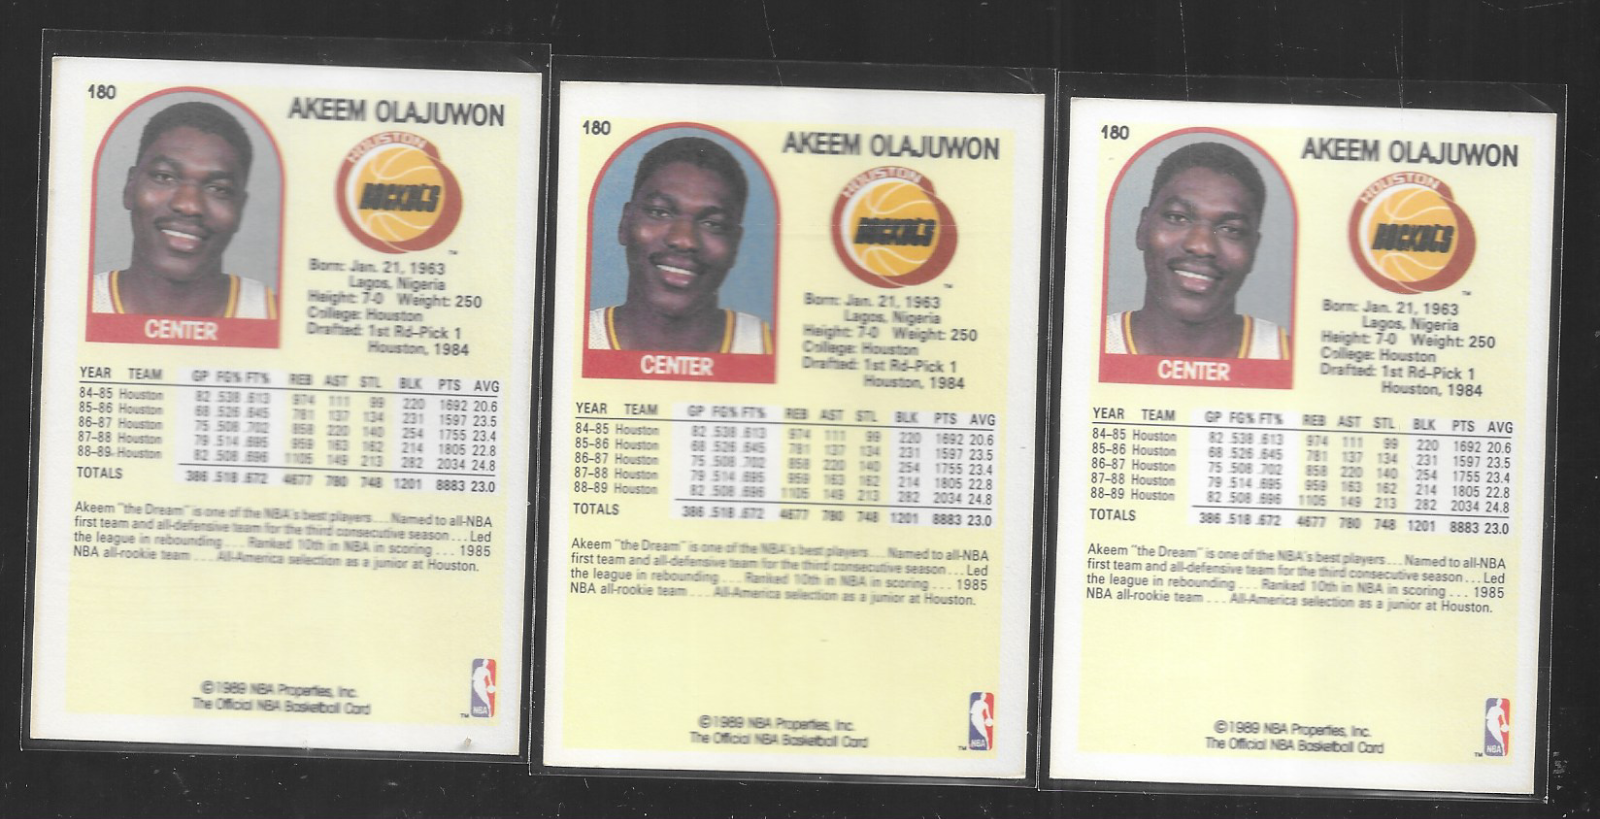 180
AKEEM OLAJUWON
HOUSTON
ROCKETS
TM
Born: Jan. 21, 1963
Lagos, Nigeria
Height: 7-0 Weight: 250
College: Houston
Drafted: 1st Rd-Pick 1
Houston, 1984
CENTER
YEAR TEAM GP FG% FT% REB AST STL BLK PTS AVG
84-85 Houston 82 .538 .613 974 111 99 220 1692 20.6
85-86 Houston 68 .526 .645 781 137 134 231 1597 23.5
86-87 Houston 75 .508 .702 858 220 140 254 1755 23.4
87-88 Houston 79 .514 .695 959 163 162 214 1805 22.8
88-89 Houston 82 .508 .696 1105 149 213 282 2034 24.8
TOTALS 386 .518 .672 4677 780 748 1201 8883 23.0
Akeem "the Dream" is one of the NBA's best players... Named to all-NBA
first team and all-defensive team for the third consecutive season... Led
the league in rebounding.... Ranked 10th in NBA in scoring... 1985
NBA all-rookie team.... All-America selection as a junior at Houston.
©1989 NBA Properties, Inc.
The Official NBA Basketball Card
TM
NBA
180
AKEEM OLAJUWON
HOUSTON
ROCKETS
TM
Born: Jan. 21, 1963
Lagos, Nigeria
Height: 7-0 Weight: 250
College: Houston
Drafted: 1st Rd-Pick 1
Houston, 1984
CENTER
YEAR TEAM GP FG% FT% REB AST STL BLK PTS AVG
84-85 Houston 82 .538 .613 974 111 99 220 1692 20.6
85-86 Houston 68 .526 .645 781 137 134 231 1597 23.5
86-87 Houston 75 .508 .702 858 220 140 254 1755 23.4
87-88 Houston 79 .514 .695 959 163 162 214 1805 22.8
88-89 Houston 82 .508 .696 1105 149 213 282 2034 24.8
TOTALS 386 .518 .672 4677 780 748 1201 8883 23.0
Akeem "the Dream" is one of the NBA's best players... Named to all-NBA
first team and all-defensive team for the third consecutive season... Led
the league in rebounding.... Ranked 10th in NBA in scoring... 1985
NBA all-rookie team.... All-America selection as a junior at Houston.
©1989 NBA Properties, Inc.
The Official NBA Basketball Card
TM
NBA
180
AKEEM OLAJUWON
HOUSTON
ROCKETS
TM
Born: Jan. 21, 1963
Lagos, Nigeria
Height: 7-0 Weight: 250
College: Houston
Drafted: 1st Rd-Pick 1
Houston, 1984
CENTER
YEAR TEAM GP FG% FT% REB AST STL BLK PTS AVG
84-85 Houston 82 .538 .613 974 111 99 220 1692 20.6
85-86 Houston 68 .526 .645 781 137 134 231 1597 23.5
86-87 Houston 75 .508 .702 858 220 140 254 1755 23.4
87-88 Houston 79 .514 .695 959 163 162 214 1805 22.8
88-89 Houston 82 .508 .696 1105 149 213 282 2034 24.8
TOTALS 386 .518 .672 4677 780 748 1201 8883 23.0
Akeem "the Dream" is one of the NBA's best players... Named to all-NBA
first team and all-defensive team for the third consecutive season... Led
the league in rebounding.... Ranked 10th in NBA in scoring... 1985
NBA all-rookie team.... All-America selection as a junior at Houston.
©1989 NBA Properties, Inc.
The Official NBA Basketball Card
TM
NBA